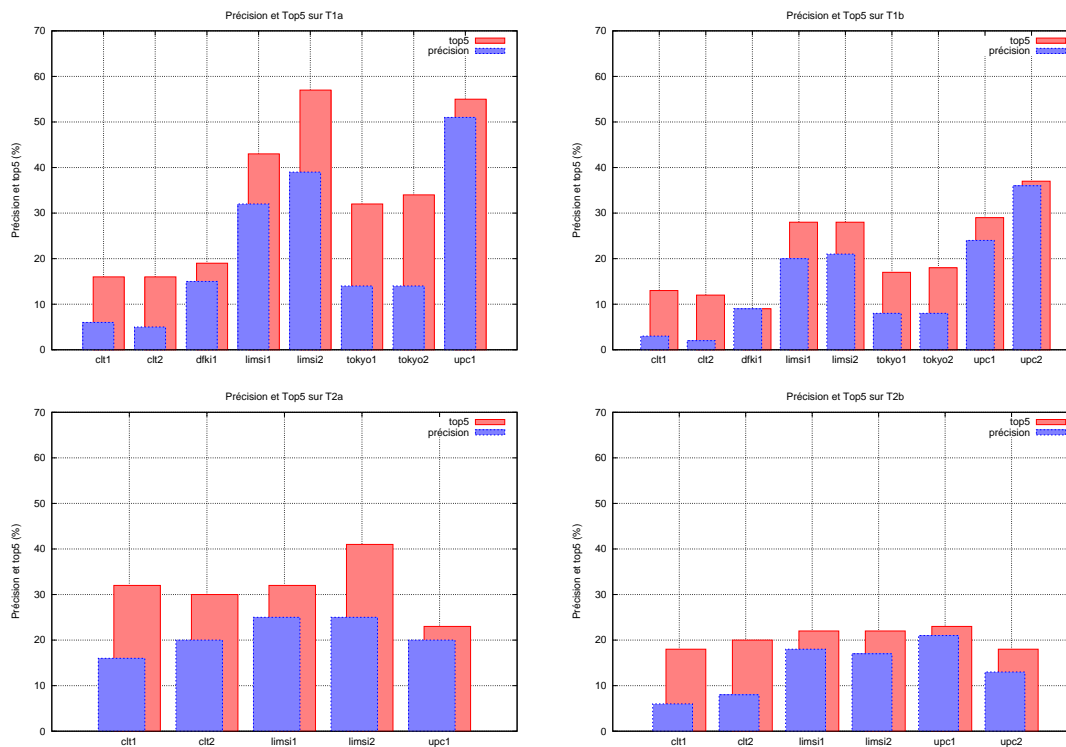 Précision et Top5 sur T1a
70
60
50
40
30
20
10
0
Précision et top5 (%)
top5
précision
clt1 clt2 dfki1 limsi1 limsi2 tokyo1 tokyo2 upc1
Précision et Top5 sur T1b
70
60
50
40
30
20
10
0
Précision et top5 (%)
top5
précision
clt1 clt2 dfki1 limsi1 limsi2 tokyo1 tokyo2 upc1 upc2
Précision et Top5 sur T2a
70
60
50
40
30
20
10
0
Précision et top5 (%)
top5
précision
clt1 clt2 limsi1 limsi2 upc1
Précision et Top5 sur T2b
70
60
50
40
30
20
10
0
Précision et top5 (%)
top5
précision
clt1 clt2 limsi1 limsi2 upc1 upc2